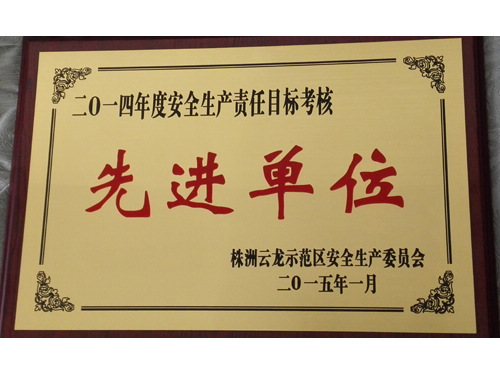 二〇一四年度安全生产责任目标考核
先进单位
株洲云龙示范区安全生产委员会
二〇一五年一月